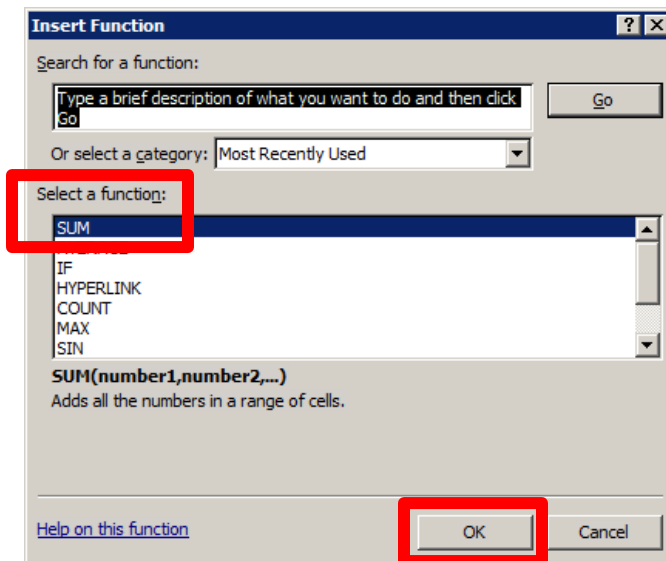 Insert Function
Search for a function:
Type a brief description of what you want to do and then click
Go
Go
Or select a category: Most Recently Used
Select a function:
SUM
IF
HYPERLINK
COUNT
MAX
SIN
SUM(number1,number2,...)
Adds all the numbers in a range of cells.
Help on this function
OK
Cancel